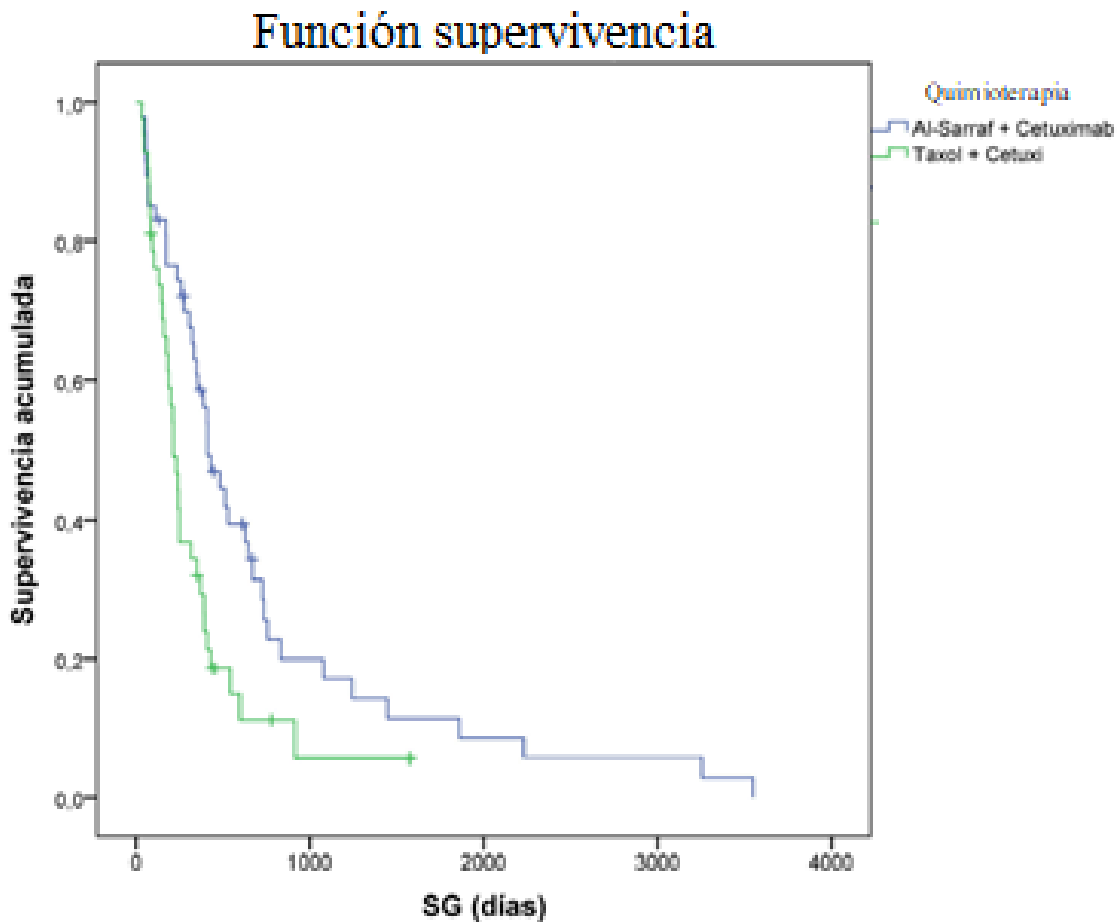 Función supervivencia
Quimioterapia
Al-Sarraf + Cetuximab
Taxol + Cetuxi
1,0
0,8
0,6
0,4
0,2
0,0
Supervivencia acumulada
0
1000
2000
3000
4000
SG (días)